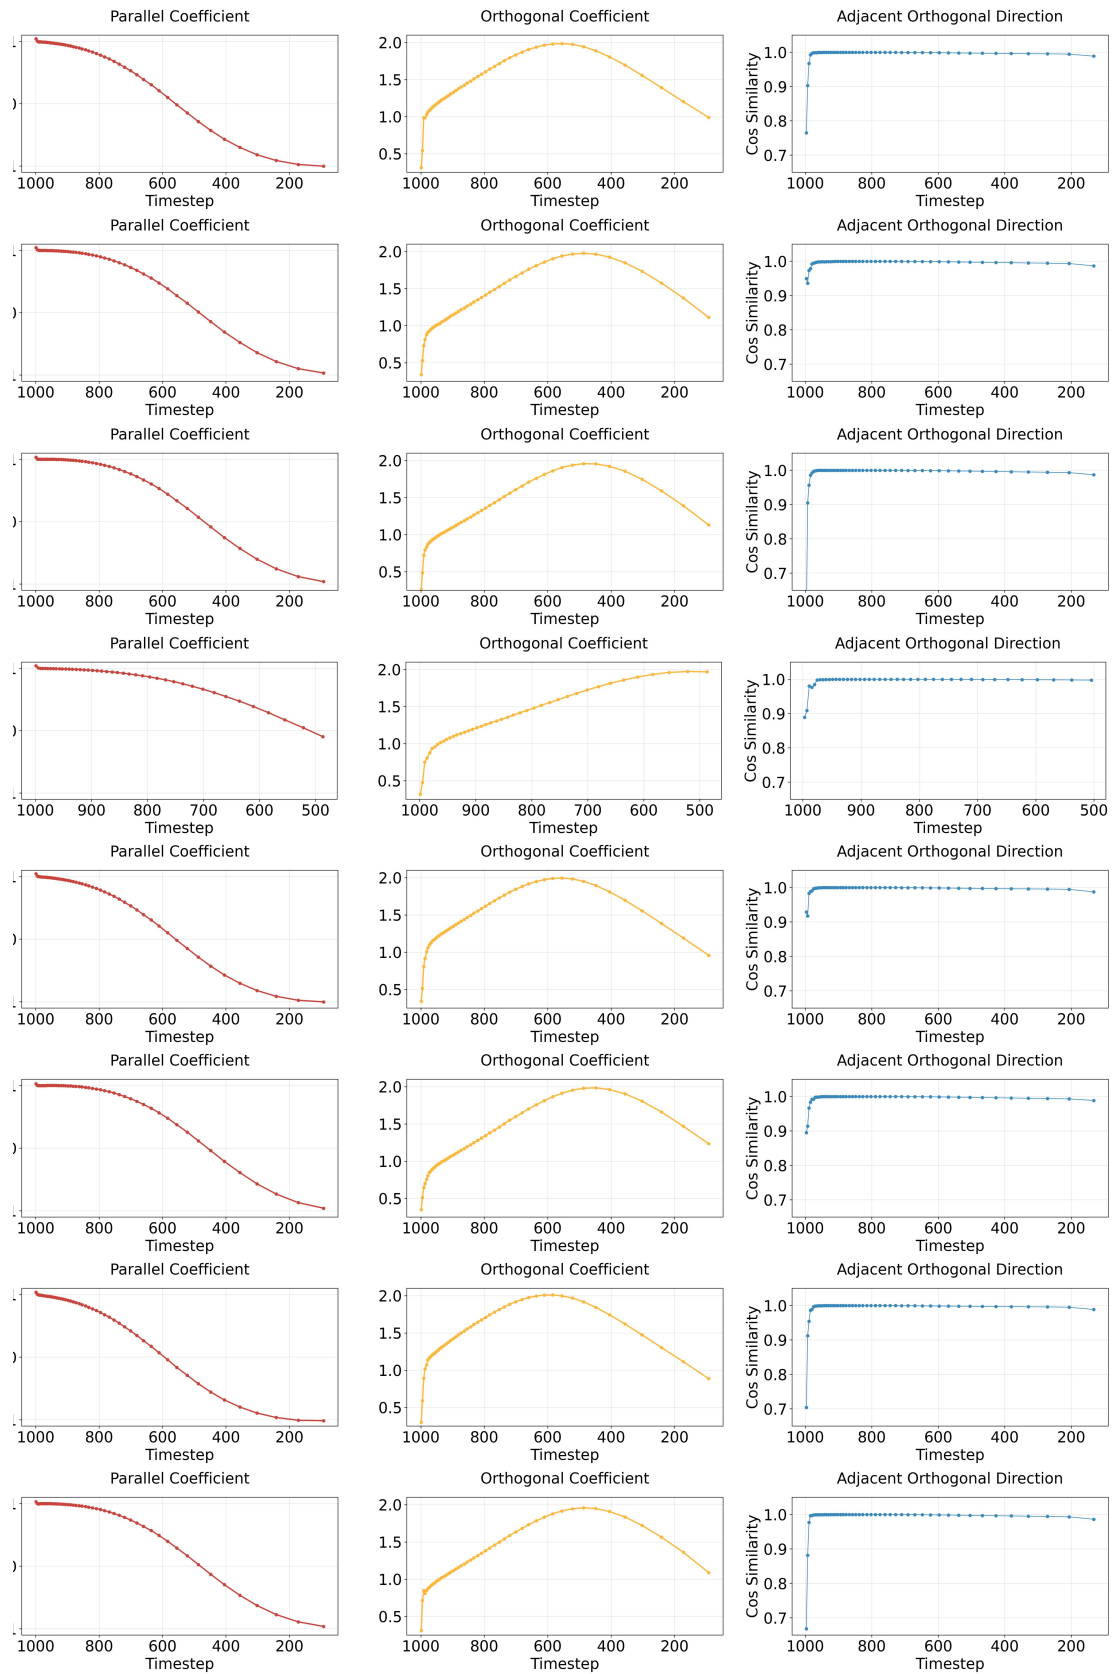 Parallel Coefficient
1000 800 600 400 200
Timestep
Orthogonal Coefficient
2.0
1.5
1.0
0.5
1000 800 600 400 200
Timestep
Adjacent Orthogonal Direction
Cos Similarity
1.0
0.9
0.8
0.7
1000 800 600 400 200
Timestep
Parallel Coefficient
1000 800 600 400 200
Timestep
Orthogonal Coefficient
2.0
1.5
1.0
0.5
1000 800 600 400 200
Timestep
Adjacent Orthogonal Direction
Cos Similarity
1.0
0.9
0.8
0.7
1000 800 600 400 200
Timestep
Parallel Coefficient
1000 800 600 400 200
Timestep
Orthogonal Coefficient
2.0
1.5
1.0
0.5
1000 800 600 400 200
Timestep
Adjacent Orthogonal Direction
Cos Similarity
1.0
0.9
0.8
0.7
1000 800 600 400 200
Timestep
Parallel Coefficient
1000 900 800 700 600 500
Timestep
Orthogonal Coefficient
2.0
1.5
1.0
0.5
1000 900 800 700 600 500
Timestep
Adjacent Orthogonal Direction
Cos Similarity
1.0
0.9
0.8
0.7
1000 900 800 700 600 500
Timestep
Parallel Coefficient
1000 800 600 400 200
Timestep
Orthogonal Coefficient
2.0
1.5
1.0
0.5
1000 800 600 400 200
Timestep
Adjacent Orthogonal Direction
Cos Similarity
1.0
0.9
0.8
0.7
1000 800 600 400 200
Timestep
Parallel Coefficient
1000 800 600 400 200
Timestep
Orthogonal Coefficient
2.0
1.5
1.0
0.5
1000 800 600 400 200
Timestep
Adjacent Orthogonal Direction
Cos Similarity
1.0
0.9
0.8
0.7
1000 800 600 400 200
Timestep
Parallel Coefficient
1000 800 600 400 200
Timestep
Orthogonal Coefficient
2.0
1.5
1.0
0.5
1000 800 600 400 200
Timestep
Adjacent Orthogonal Direction
Cos Similarity
1.0
0.9
0.8
0.7
1000 800 600 400 200
Timestep
Parallel Coefficient
1000 800 600 400 200
Timestep
Orthogonal Coefficient
2.0
1.5
1.0
0.5
1000 800 600 400 200
Timestep
Adjacent Orthogonal Direction
Cos Similarity
1.0
0.9
0.8
0.7
1000 800 600 400 200
Timestep